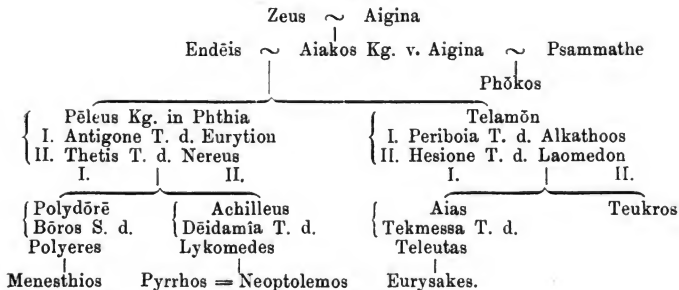 Zeus ~ Aigina
Endēis ~ Aiakos Kg. v. Aigina ~ Psammathe
Phōkos
Pēleus Kg. in Phthia Telamōn
I. Antigone T. d. Eurytion I. Periboia T. d. Alkathoos
II. Thetis T. d. Nereus II. Hesione T. d. Laomedon
I. II. I. II.
Polydōrē Achilleus Aias Teukros
Bōros S. d. Dēidamîa T. d. Tekmessa T. d.
Polyeres Lykomedes Teleutas
Menesthios Pyrrhos = Neoptolemos Eurysakes.